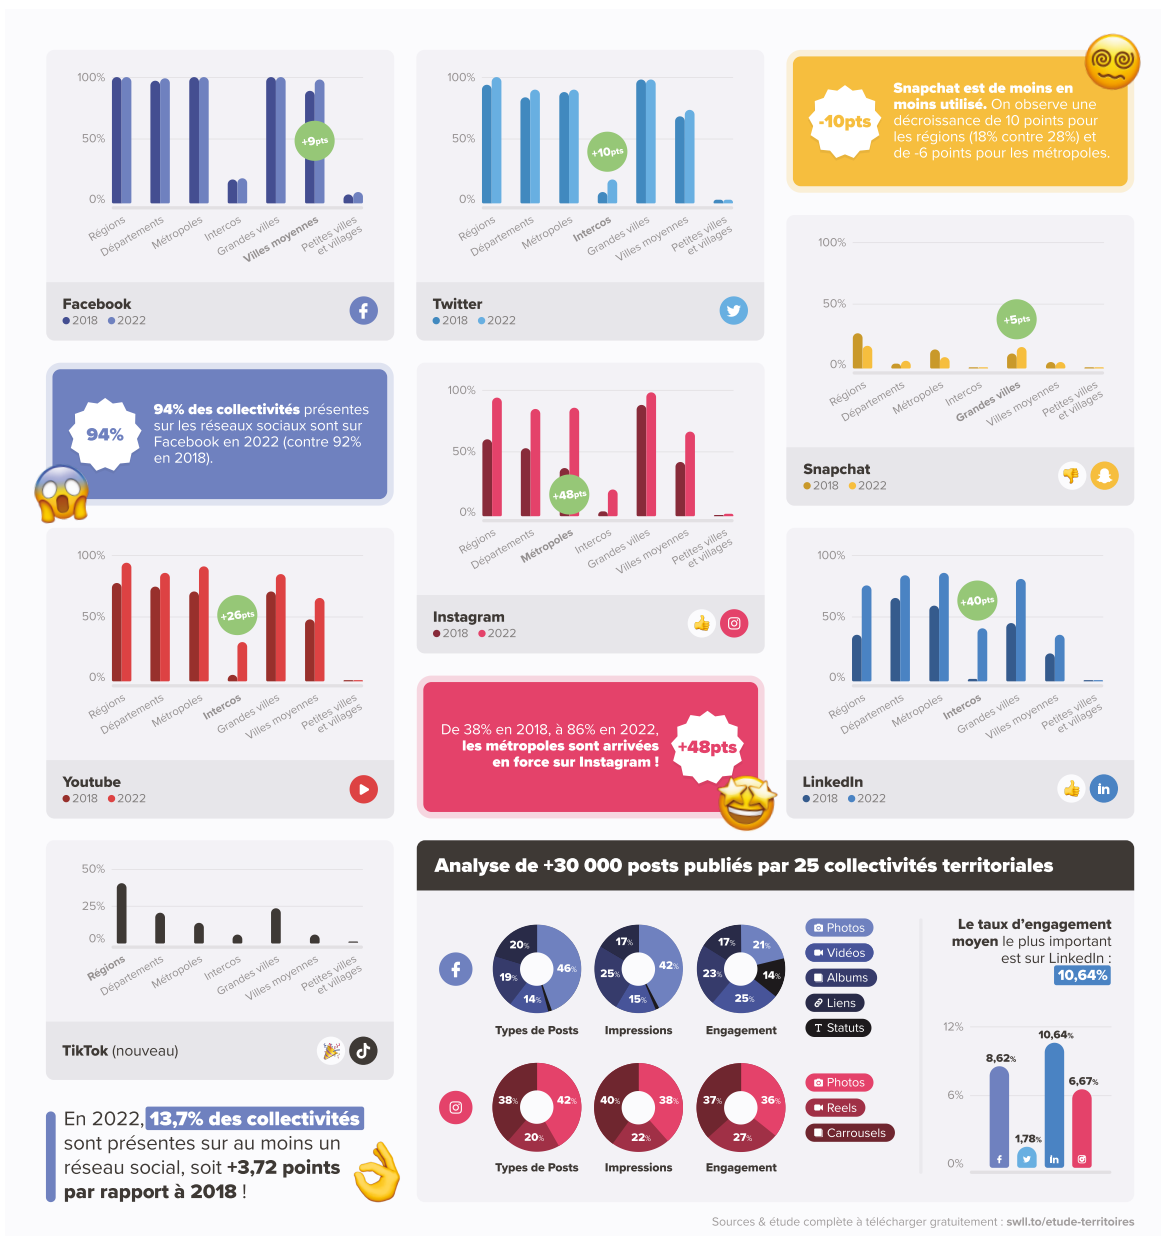 100%
50%
0%
+9pts
Régions
Départements
Métropoles
Intercos
Grandes villes
Villes moyennes
Petites villes
et villages
Facebook
2018 2022
100%
50%
0%
+10pts
Régions
Départements
Métropoles
Intercos
Grandes villes
Villes moyennes
Petites villes
et villages
Twitter
2018 2022
-10pts
Snapchat est de moins en
moins utilisé. On observe une
décroissance de 10 points pour
les régions (18% contre 28%) et
de -6 points pour les métropoles.
100%
50%
0%
+5pts
Régions
Départements
Métropoles
Intercos
Grandes villes
Villes moyennes
Petites villes
et villages
Snapchat
2018 2022
94%
94% des collectivités présentes
sur les réseaux sociaux sont sur
Facebook en 2022 (contre 92%
en 2018).
100%
50%
0%
+48pts
Régions
Départements
Métropoles
Intercos
Grandes villes
Villes moyennes
Petites villes
et villages
Instagram
2018 2022
100%
50%
0%
+26pts
Régions
Départements
Métropoles
Intercos
Grandes villes
Villes moyennes
Petites villes
et villages
Youtube
2018 2022
De 38% en 2018, à 86% en 2022,
les métropoles sont arrivées
en force sur Instagram !
+48pts
100%
50%
0%
+40pts
Régions
Départements
Métropoles
Intercos
Grandes villes
Villes moyennes
Petites villes
et villages
LinkedIn
2018 2022
50%
25%
0%
Régions
Départements
Métropoles
Intercos
Grandes villes
Villes moyennes
Petites villes
et villages
TikTok (nouveau)
En 2022, 13,7% des collectivités
sont présentes sur au moins un
réseau social, soit +3,72 points
par rapport à 2018 !
Analyse de +30 000 posts publiés par 25 collectivités territoriales
20%
46%
19%
14%
Types de Posts
17%
42%
25%
15%
Impressions
17%
21%
23%
14%
25%
Engagement
Photos
Vidéos
Albums
Liens
T Statuts
38%
42%
20%
Types de Posts
40%
38%
22%
Impressions
37%
36%
27%
Engagement
Photos
Reels
Carrousels
Le taux d'engagement
moyen le plus important
est sur LinkedIn :
10,64%
12%
6%
0%
8,62%
1,78%
10,64%
6,67%
Sources & étude complète à télécharger gratuitement : swll.to/etude-territoires